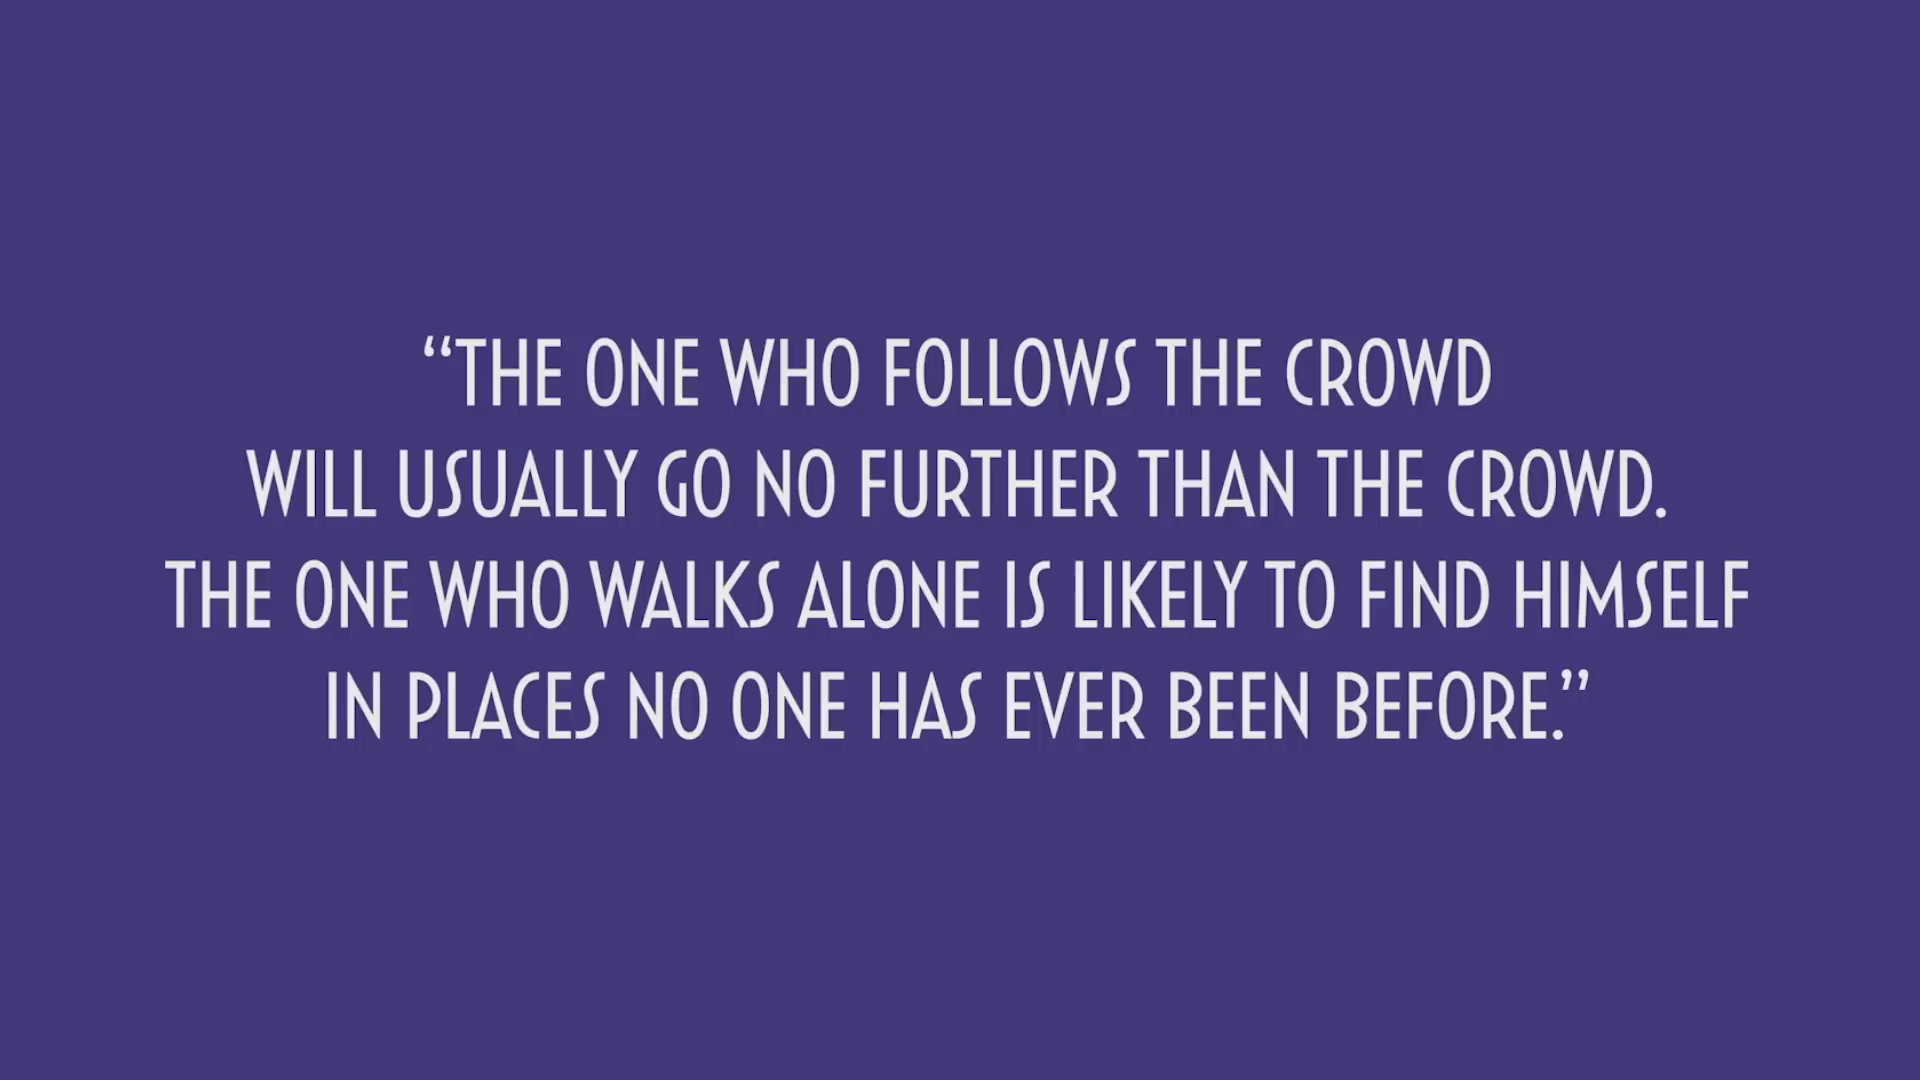 “THE ONE WHO FOLLOWS THE CROWD
WILL USUALLY GO NO FURTHER THAN THE CROWD.
THE ONE WHO WALKS ALONE IS LIKELY TO FIND HIMSELF
IN PLACES NO ONE HAS EVER BEEN BEFORE.”